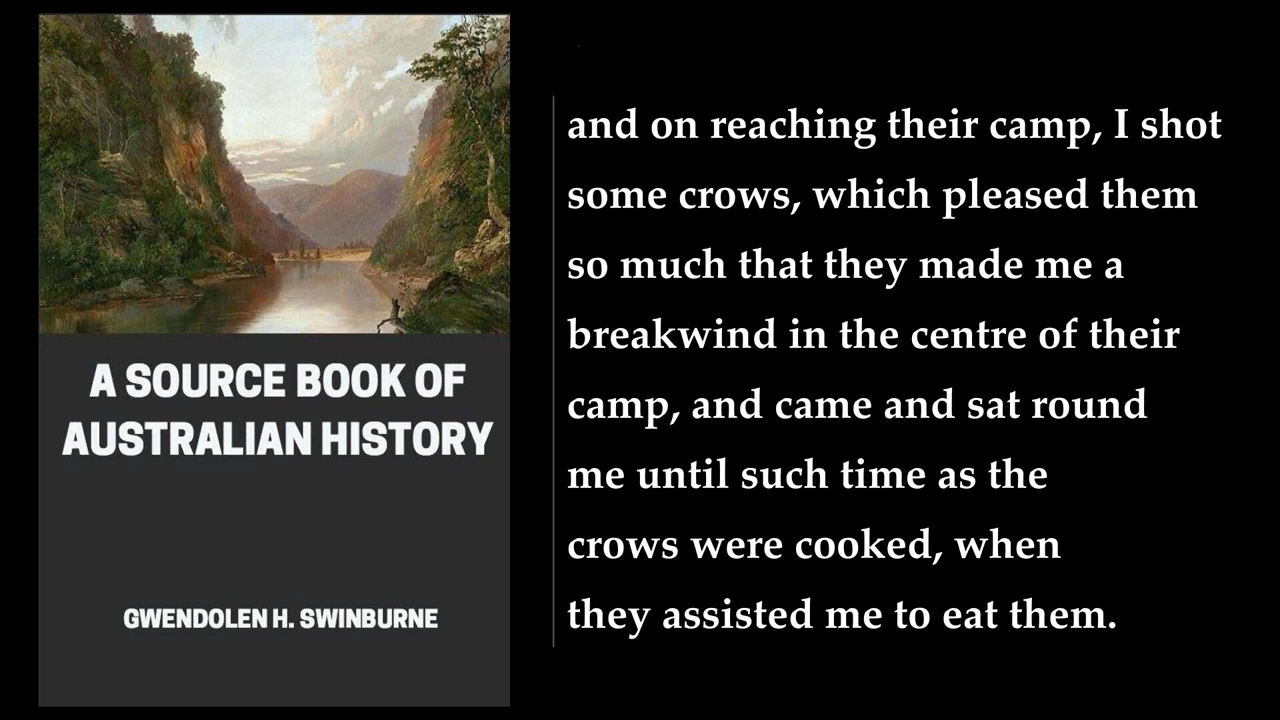 A SOURCE BOOK OF
AUSTRALIAN HISTORY
GWENDOLEN H. SWINBURNE
and on reaching their camp, I shot
some crows, which pleased them
so much that they made me a
breakwind in the centre of their
camp, and came and sat round
me until such time as the
crows were cooked, when
they assisted me to eat them.